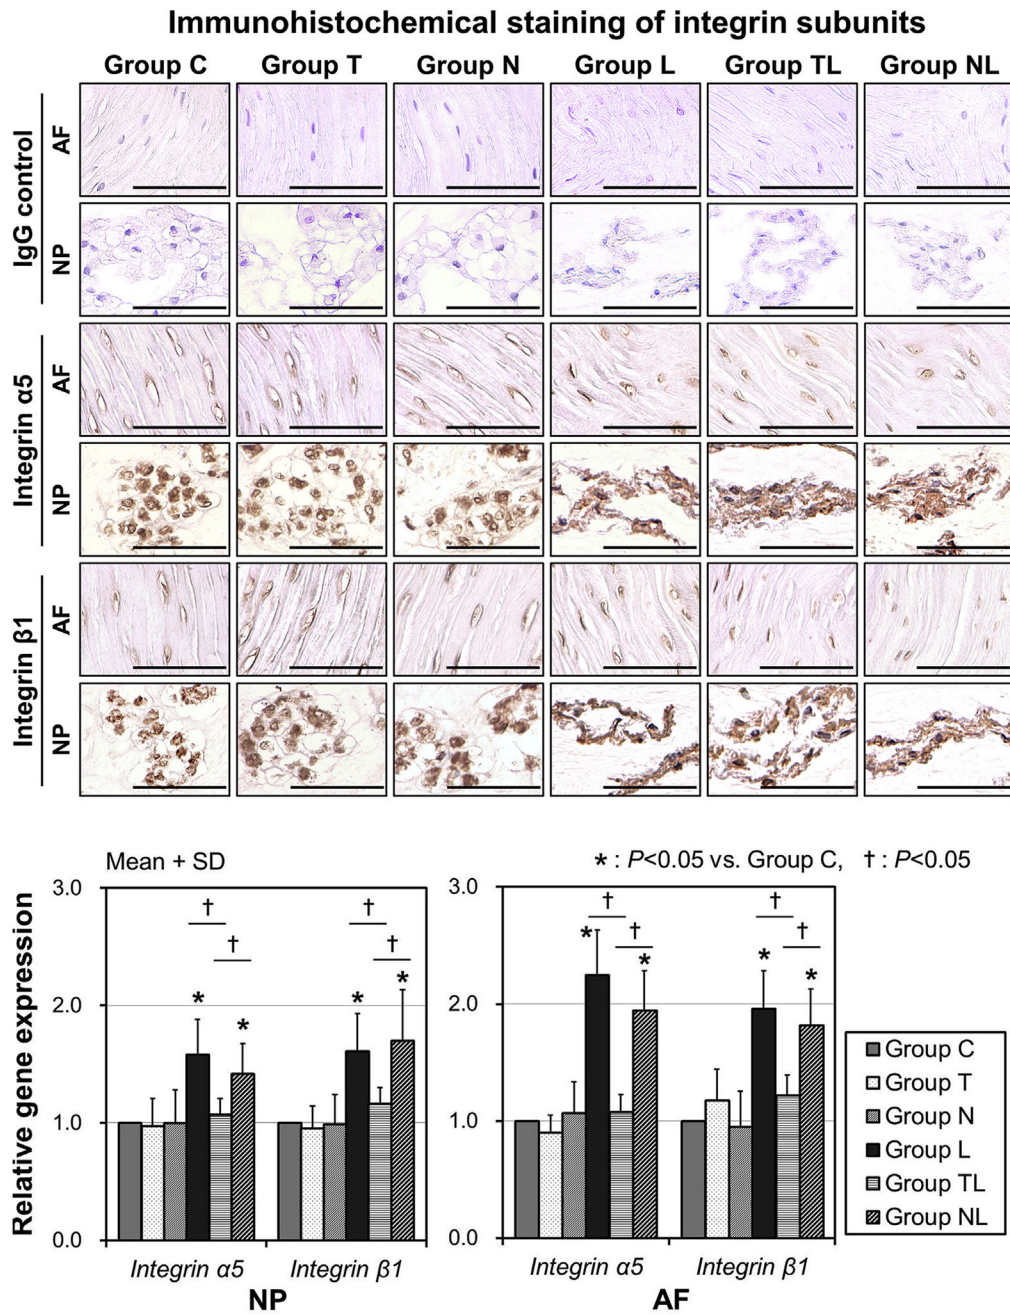 Immunohistochemical staining of integrin subunits
Group C Group T Group N Group L Group TL Group NL
IgG control
AF
NP
Integrin α5
AF
NP
Integrin β1
AF
NP
Mean + SD
* : P<0.05 vs. Group C, † : P<0.05
Relative gene expression
3.0
2.0
1.0
0.0
† † † †
* * * *
Integrin α5 Integrin β1
NP
3.0
2.0
1.0
0.0
† † † †
* * * *
Integrin α5 Integrin β1
AF
Group C
Group T
Group N
Group L
Group TL
Group NL